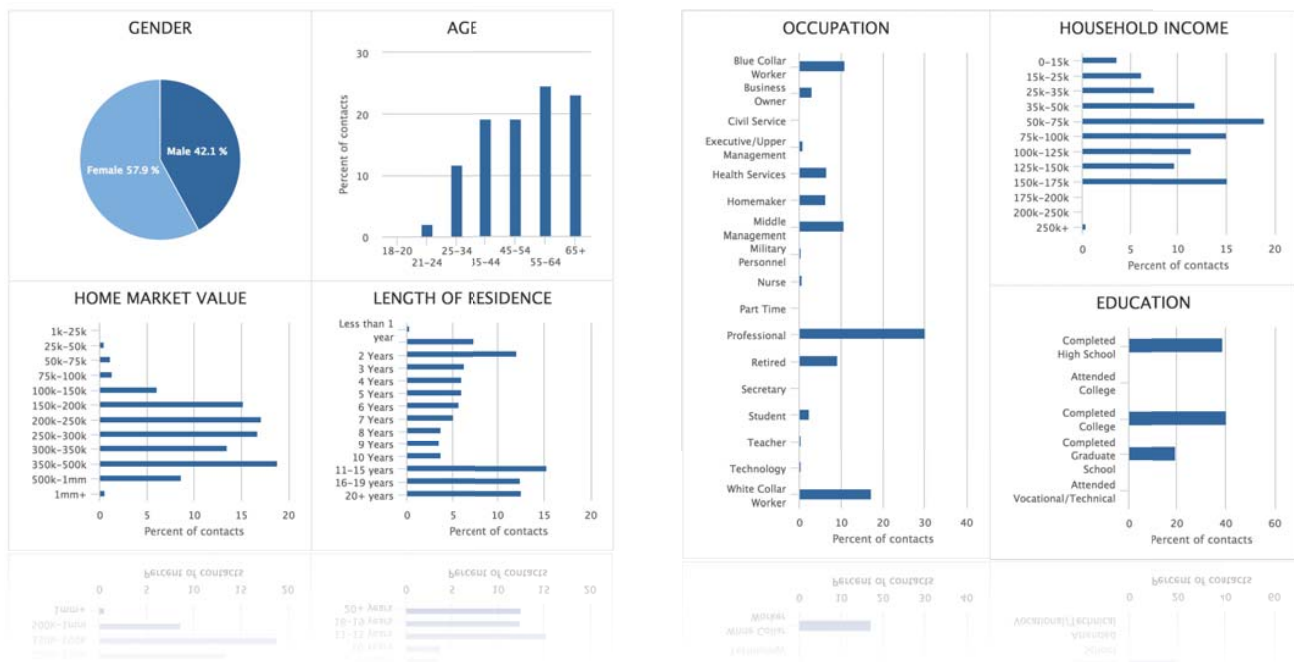 GENDER
Male 42.1 %
Female 57.9 %
AGE
30
20
10
0
Percent of contacts
18-20
21-24
25-34
15-44
45-54
55-64
65+
HOME MARKET VALUE
1k-25k
25k-50k
50k-75k
75k-100k
100k-150k
150k-200k
200k-250k
250k-300k
300k-350k
350k-500k
500k-1mm
1mm+
0 5 10 15 20
Percent of contacts
LENGTH OF RESIDENCE
Less than 1
year
2 Years
3 Years
4 Years
5 Years
6 Years
7 Years
8 Years
9 Years
10 Years
11-15 years
16-19 years
20+ years
0 5 10 15 20
Percent of contacts
OCCUPATION
Blue Collar
Worker
Business
Owner
Civil Service
Executive/Upper
Management
Health Services
Homemaker
Middle
Management
Military
Personnel
Nurse
Part Time
Professional
Retired
Secretary
Student
Teacher
Technology
White Collar
Worker
0 10 20 30 40
Percent of contacts
HOUSEHOLD INCOME
0-15k
15k-25k
25k-35k
35k-50k
50k-75k
75k-100k
100k-125k
125k-150k
150k-175k
175k-200k
200k-250k
250k+
0 5 10 15 20
Percent of contacts
EDUCATION
Completed
High School
Attended
College
Completed
College
Completed
Graduate
School
Attended
Vocational/Technical
0 20 40 60
Percent of contacts